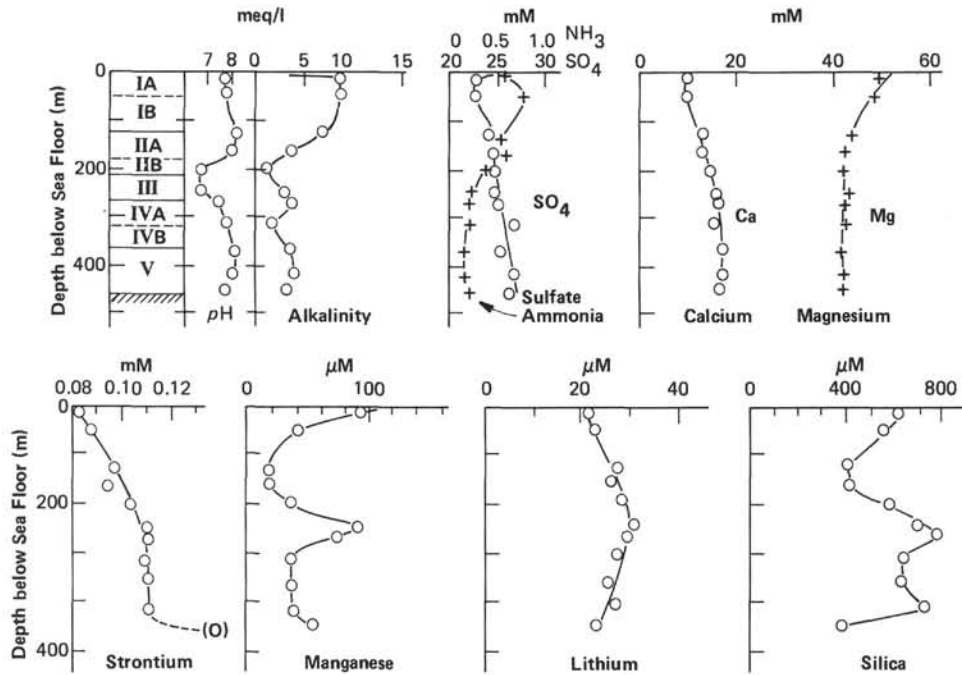 meq/l mM mM
0 0.5 1.0 NH3
7 8 0 5 10 15 20 30 SO4 0 20 40 60
0
IA
IB
IIA
200 IIB
III
IVA SO4 Ca Mg
IVB
400 V
Sulfate
pH Alkalinity Ammonia Calcium Magnesium
Depth below Sea Floor (m)
mM μM μM μM
0.08 0.10 0.12 0 100 0 20 40 400 800
0
200
(O)
400
Strontium Manganese Lithium Silica
Depth below Sea Floor (m)